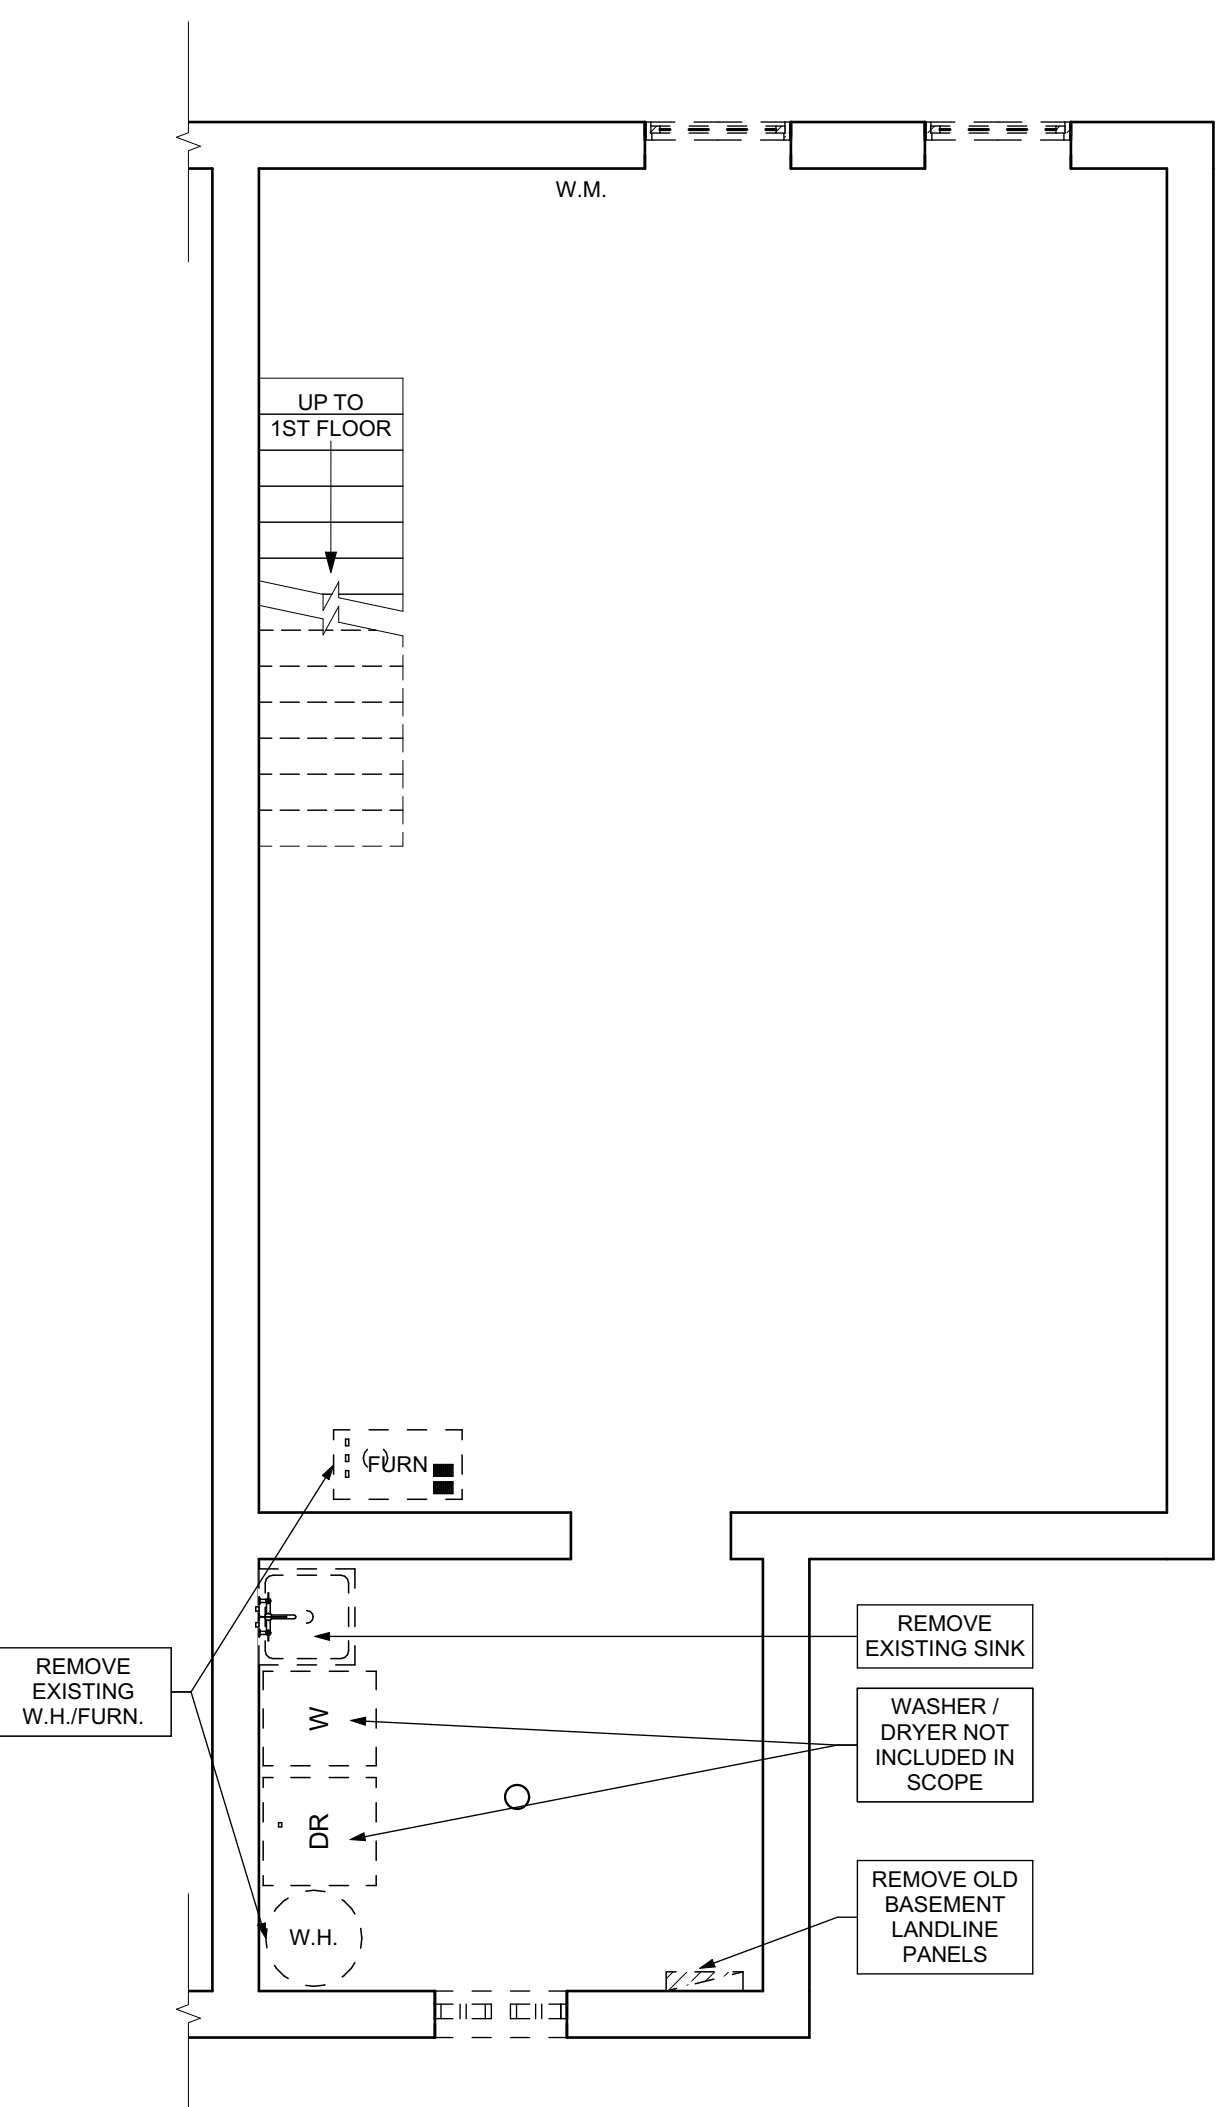 W.M.
UP TO
1ST FLOOR
FURN
REMOVE
EXISTING SINK
REMOVE
EXISTING
W.H./FURN.
W
WASHER /
DRYER NOT
INCLUDED IN
SCOPE
DR
REMOVE OLD
BASEMENT
LANDLINE
PANELS
W.H.